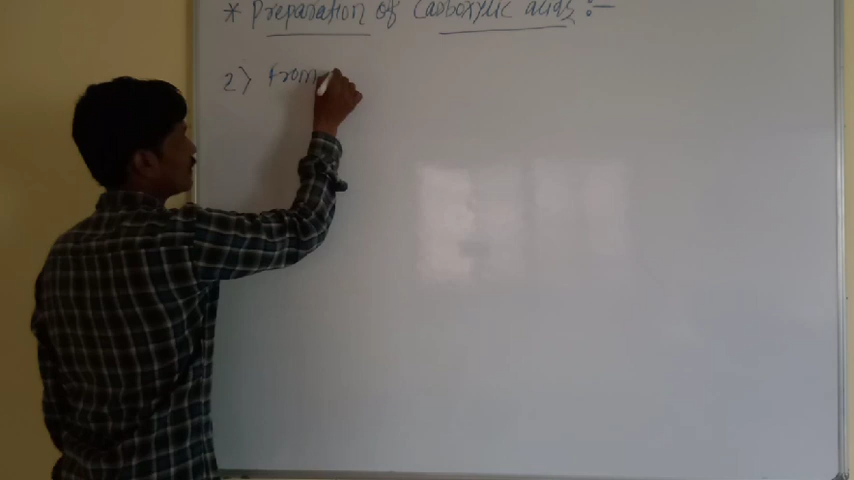 * Preparation of Carboxylic acids :-
2) from